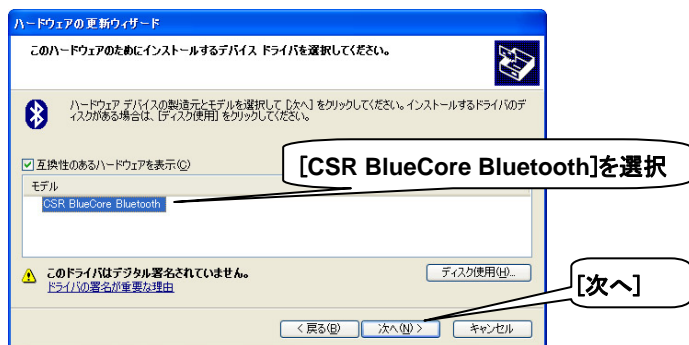 ハードウェアの更新ウィザード
このハードウェアのためにインストールするデバイス ドライバを選択してください。
ハードウェア デバイスの製造元とモデルを選択して [次へ] をクリックしてください。インストールするドライバのデ
ィスクがある場合は、[ディスク使用] をクリックしてください。
[CSR BlueCore Bluetooth]を選択
互換性のあるハードウェアを表示(C)
モデル
CSR BlueCore Bluetooth
このドライバはデジタル署名されていません。
ドライバの署名が重要な理由
ディスク使用(H)...
[次へ]
< 戻る(B)
次へ(N) >
キャンセル